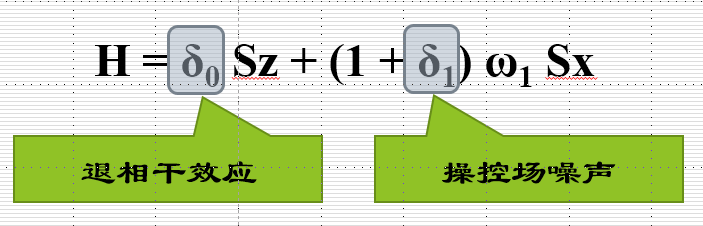 H = δ₀ Sz + (1 + δ₁) ω₁ Sx
退相干效应
操控场噪声